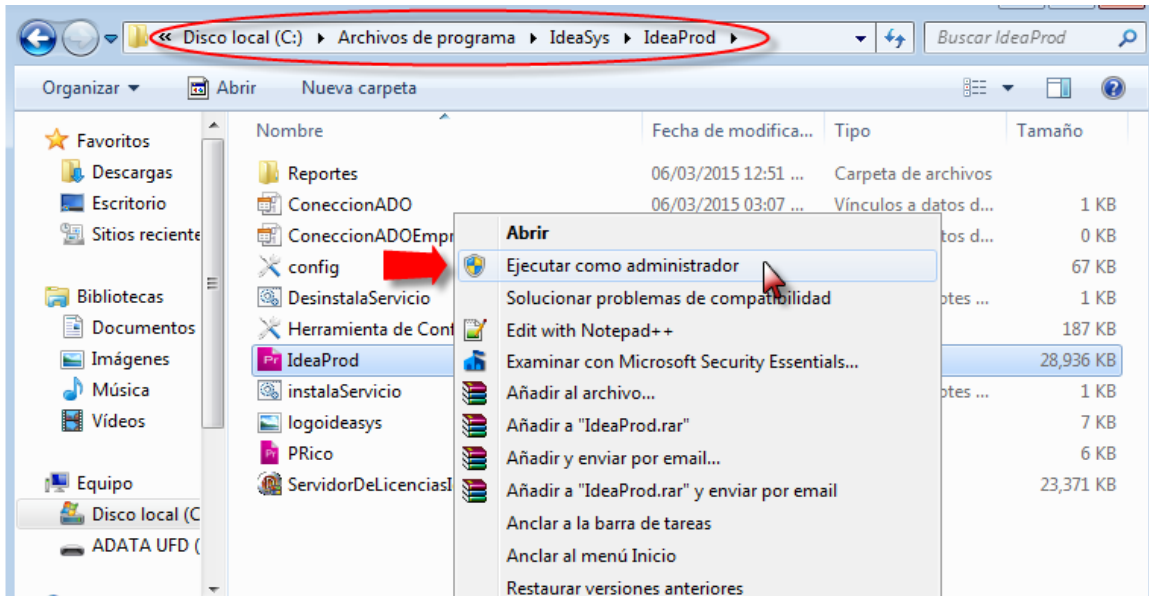 « Disco local (C:) Archivos de programa IdeaSys IdeaProd Buscar IdeaProd
Organizar Abrir Nueva carpeta
Nombre Fecha de modifica... Tipo Tamaño
Favoritos
Descargas
Escritorio
Sitios reciente
Bibliotecas
Documentos
Imágenes
Música
Vídeos
Equipo
Disco local (C
ADATA UFD (
Reportes 06/03/2015 12:51 ... Carpeta de archivos
ConeccionADO 06/03/2015 03:07 ... Vínculos a datos d... 1 KB
ConeccionADOEmpr tos d... 0 KB
config 67 KB
DesinstalaServicio otes ... 1 KB
Herramienta de Conf 187 KB
Pr IdeaProd 28,936 KB
instalaServicio otes ... 1 KB
logoideasys 7 KB
Pr PRico 6 KB
ServidorDeLicenciasI 23,371 KB
Abrir
Ejecutar como administrador
Solucionar problemas de compatibilidad
Edit with Notepad++
Examinar con Microsoft Security Essentials...
Añadir al archivo...
Añadir a "IdeaProd.rar"
Añadir y enviar por email...
Añadir a "IdeaProd.rar" y enviar por email
Anclar a la barra de tareas
Anclar al menú Inicio
Restaurar versiones anteriores